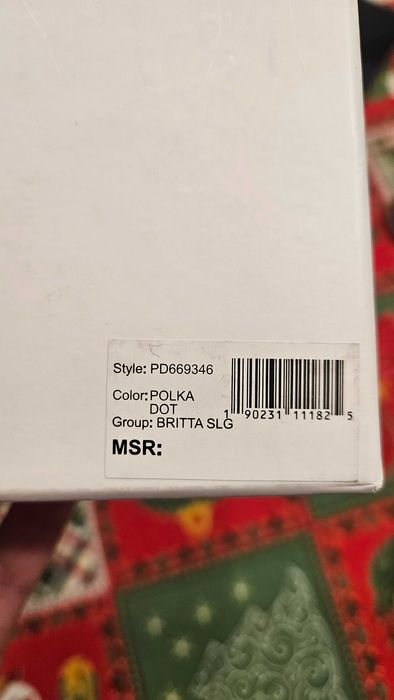 Style: PD669346
Color: POLKA
DOT
Group: BRITTA SLG
MSR:
1 90231 11182 5